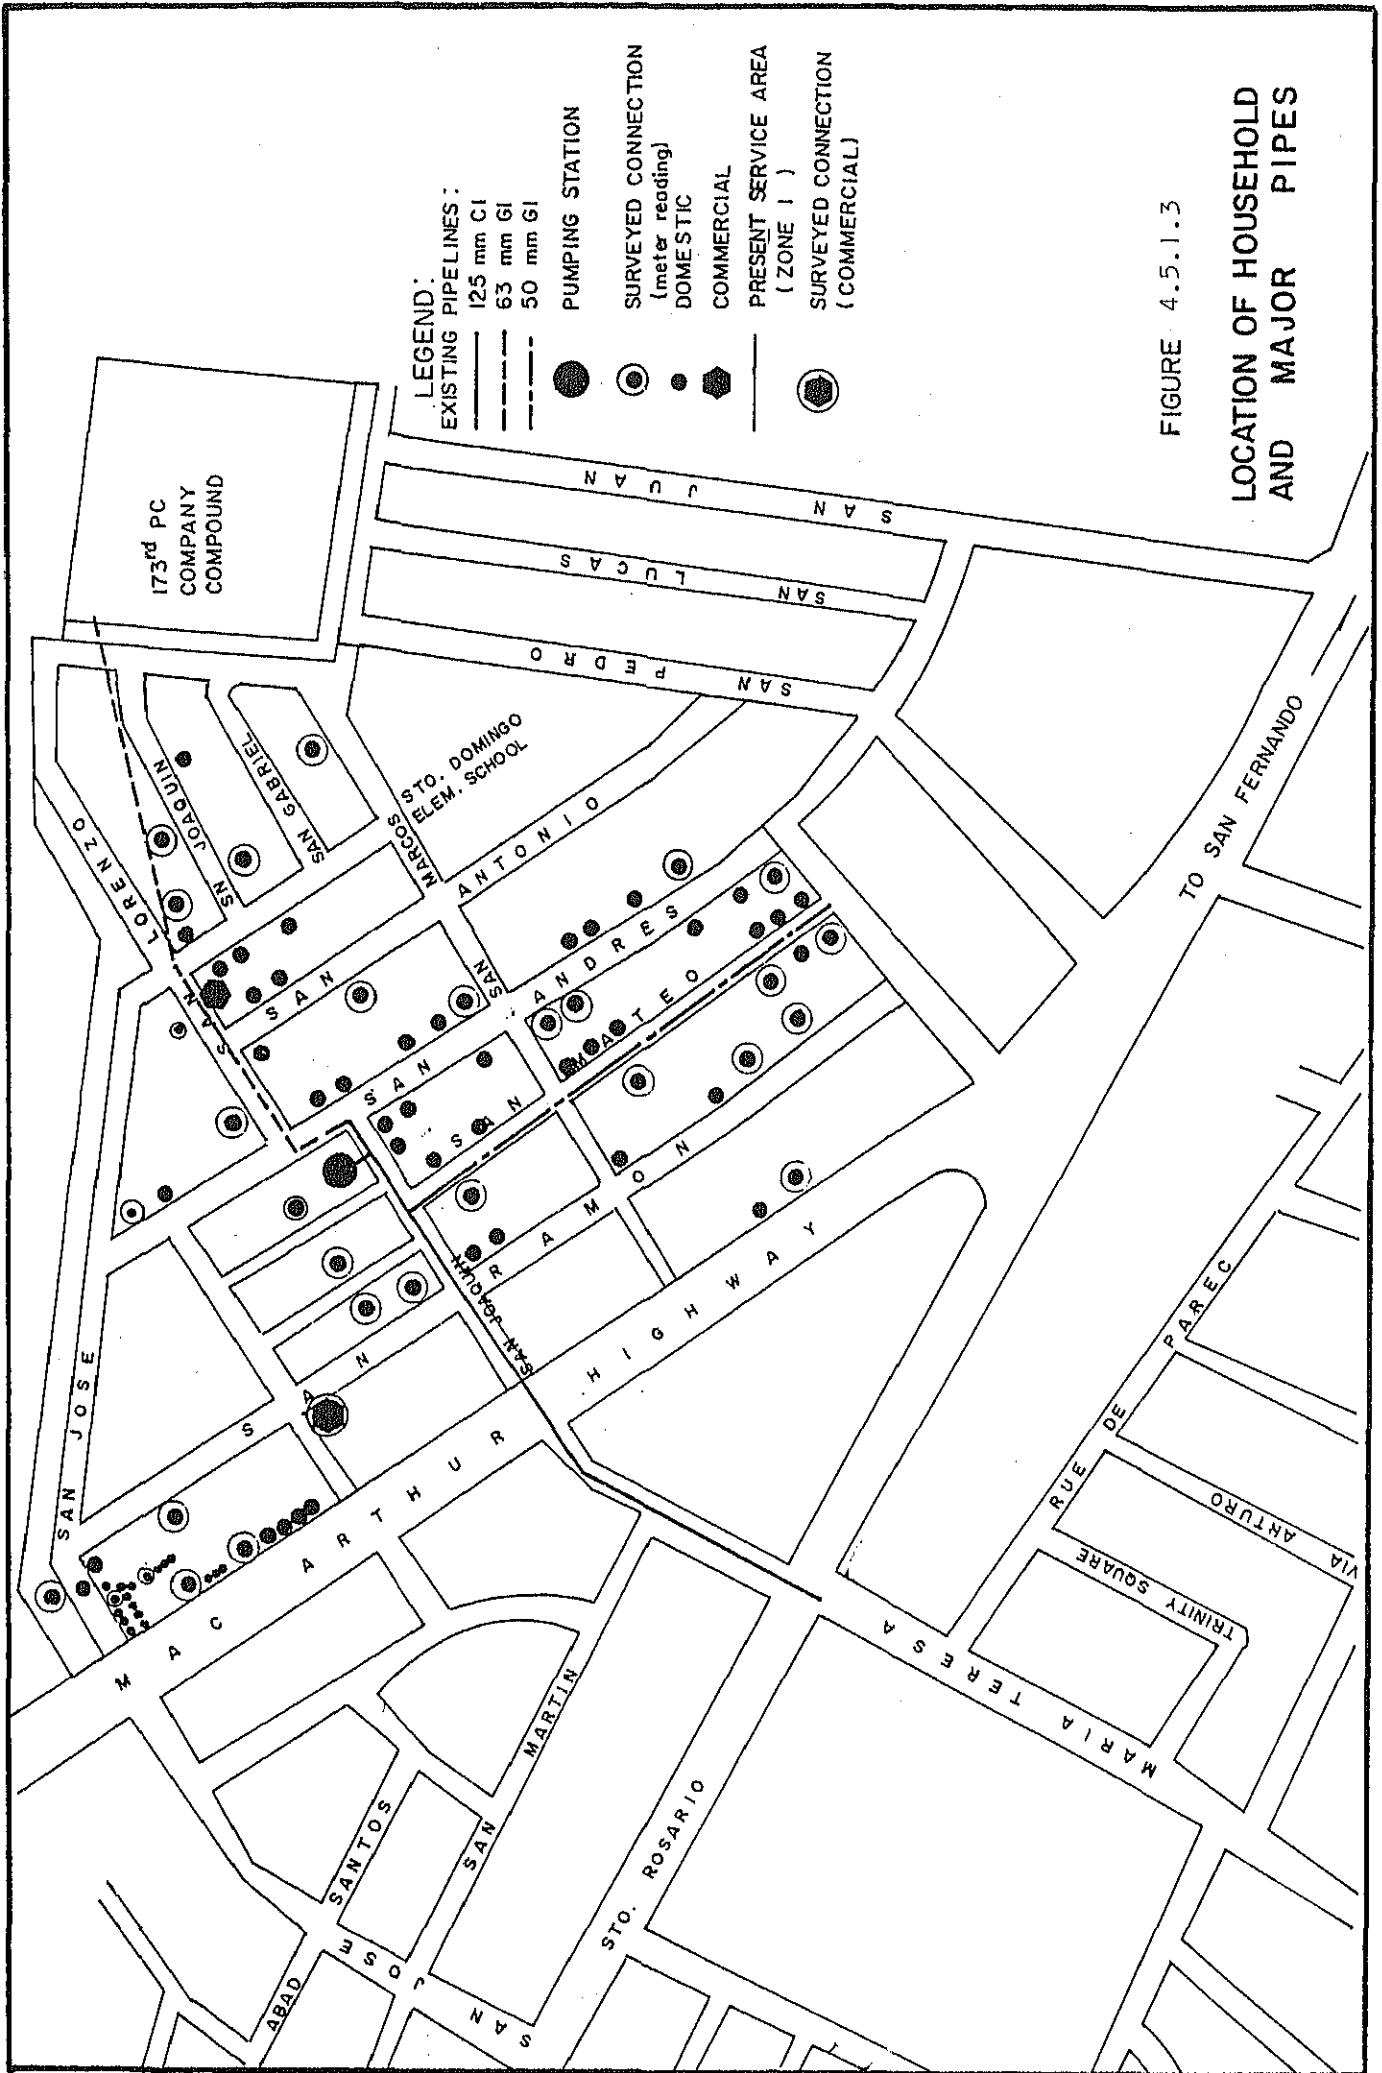 LEGEND:
EXISTING PIPELINES:
125 mm CI
63 mm GI
50 mm GI
PUMPING STATION
SURVEYED CONNECTION
(meter reading)
DOMESTIC
COMMERCIAL
PRESENT SERVICE AREA
(ZONE 1)
SURVEYED CONNECTION
(COMMERCIAL)
FIGURE 4.5.1.3
LOCATION OF HOUSEHOLD
AND MAJOR PIPES
173rd PC
COMPANY
COMPOUND
SAN JUAN
SAN LUCAS
SAN PEDRO
STO. DOMINGO
ELEM. SCHOOL
SAN LORENZO
SN JOAQUIN
SAN GABRIEL
SAN MARCOS
SAN ANTONIO
SAN ANDRES
SAN MATEO
SAN RAMON
SAN JOAQUIN
SAN
SAN JOSE
MAC ARTHUR HIGHWAY
TO SAN FERNANDO
RUE DE PAREC
VIA ARTURO
TRINITY SQUARE
MARIA TERESA
SAN MARTIN
STO. ROSARIO
ABAD SANTOS
SAN JOSE